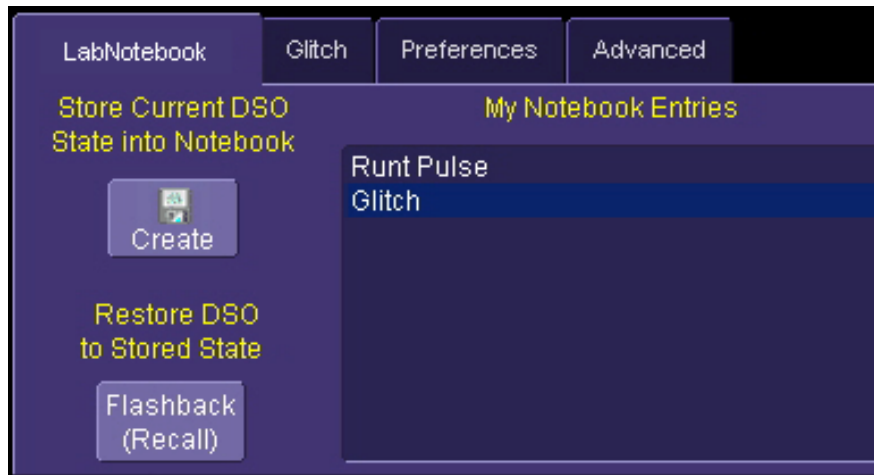 LabNotebook Glitch Preferences Advanced
Store Current DSO
State into Notebook
Create
Restore DSO
to Stored State
Flashback
(Recall)
My Notebook Entries
Runt Pulse
Glitch